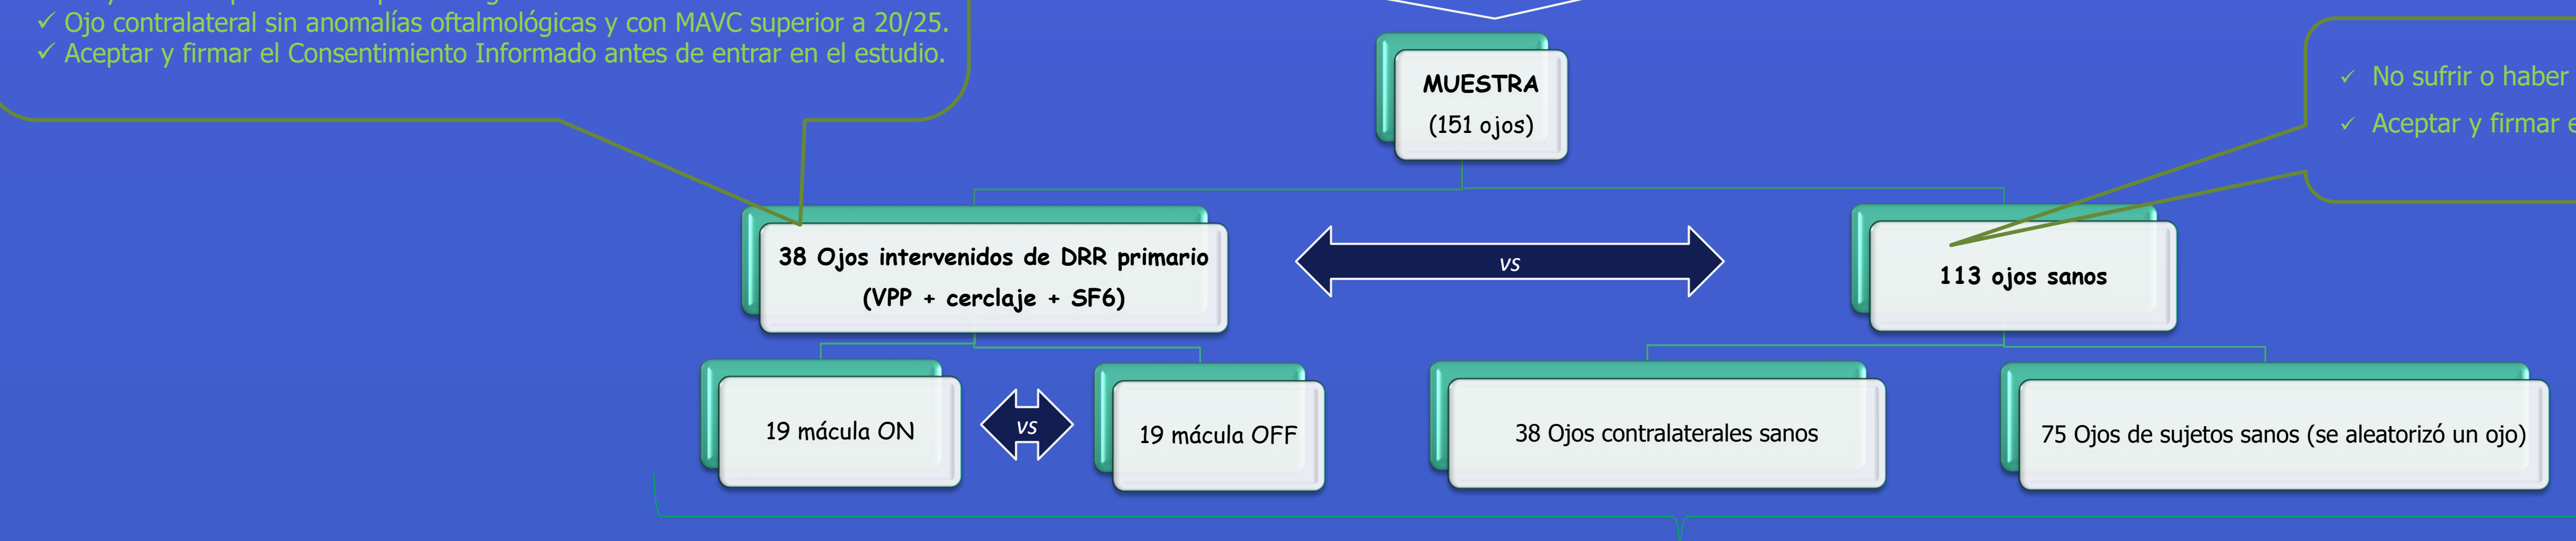 ✓ Ojo contralateral sin anomalías oftalmológicas y con MAVC superior a 20/25.
✓ Aceptar y firmar el Consentimiento Informado antes de entrar en el estudio.
MUESTRA
(151 ojos)
✓ No sufrir o haber
✓ Aceptar y firmar
38 Ojos intervenidos de DRR primario
(VPP + cerclaje + SF6)
vs
113 ojos sanos
19 mácula ON
vs
19 mácula OFF
38 Ojos contralaterales sanos
75 Ojos de sujetos sanos (se aleatorizó un ojo)